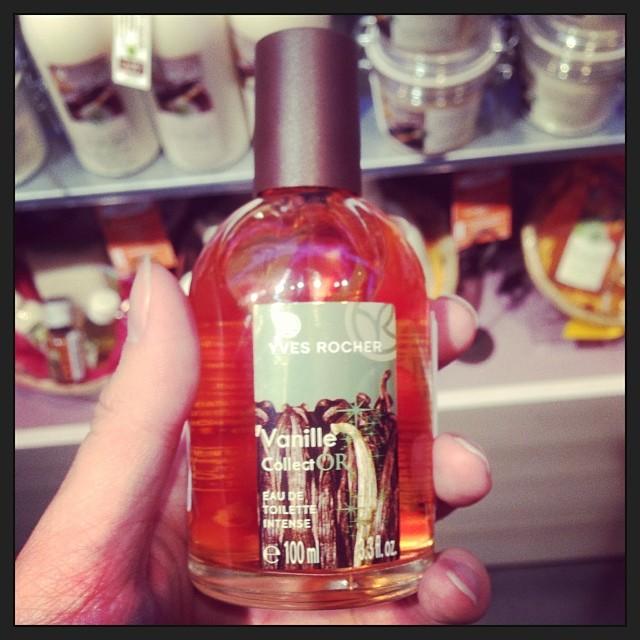 YVES ROCHER
Vanille
CollectOR
EAU DE
TOILETTE
INTENSE
℮ 100 ml 3.3 fl. oz.